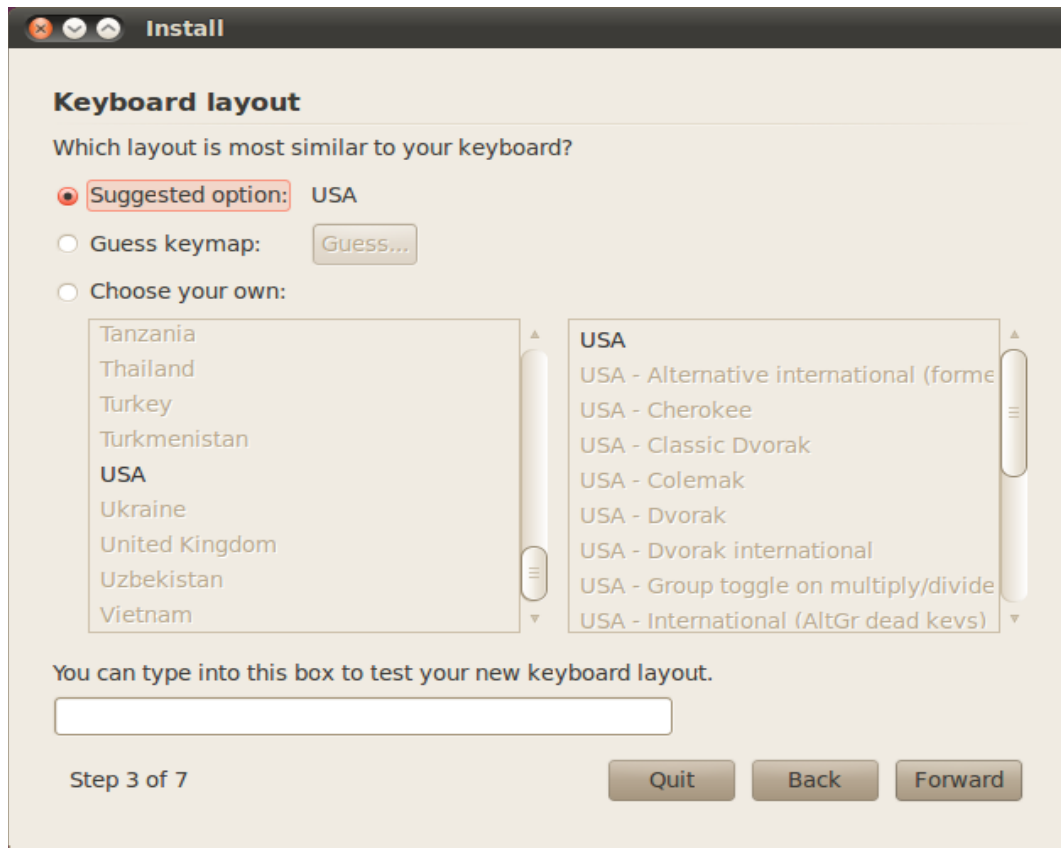 Install
Keyboard layout
Which layout is most similar to your keyboard?
Suggested option: USA
Guess keymap: Guess...
Choose your own:
Tanzania
Thailand
Turkey
Turkmenistan
USA
Ukraine
United Kingdom
Uzbekistan
Vietnam
USA
USA - Alternative international (forme
USA - Cherokee
USA - Classic Dvorak
USA - Colemak
USA - Dvorak
USA - Dvorak international
USA - Group toggle on multiply/divide
USA - International (AltGr dead keys)
You can type into this box to test your new keyboard layout.
Step 3 of 7 Quit Back Forward